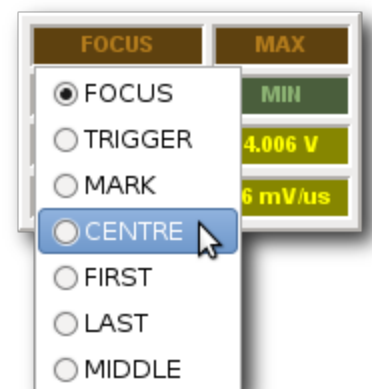 FOCUS MAX
FOCUS
MIN
TRIGGER
4.006 V
MARK
6 mV/us
CENTRE
FIRST
LAST
MIDDLE